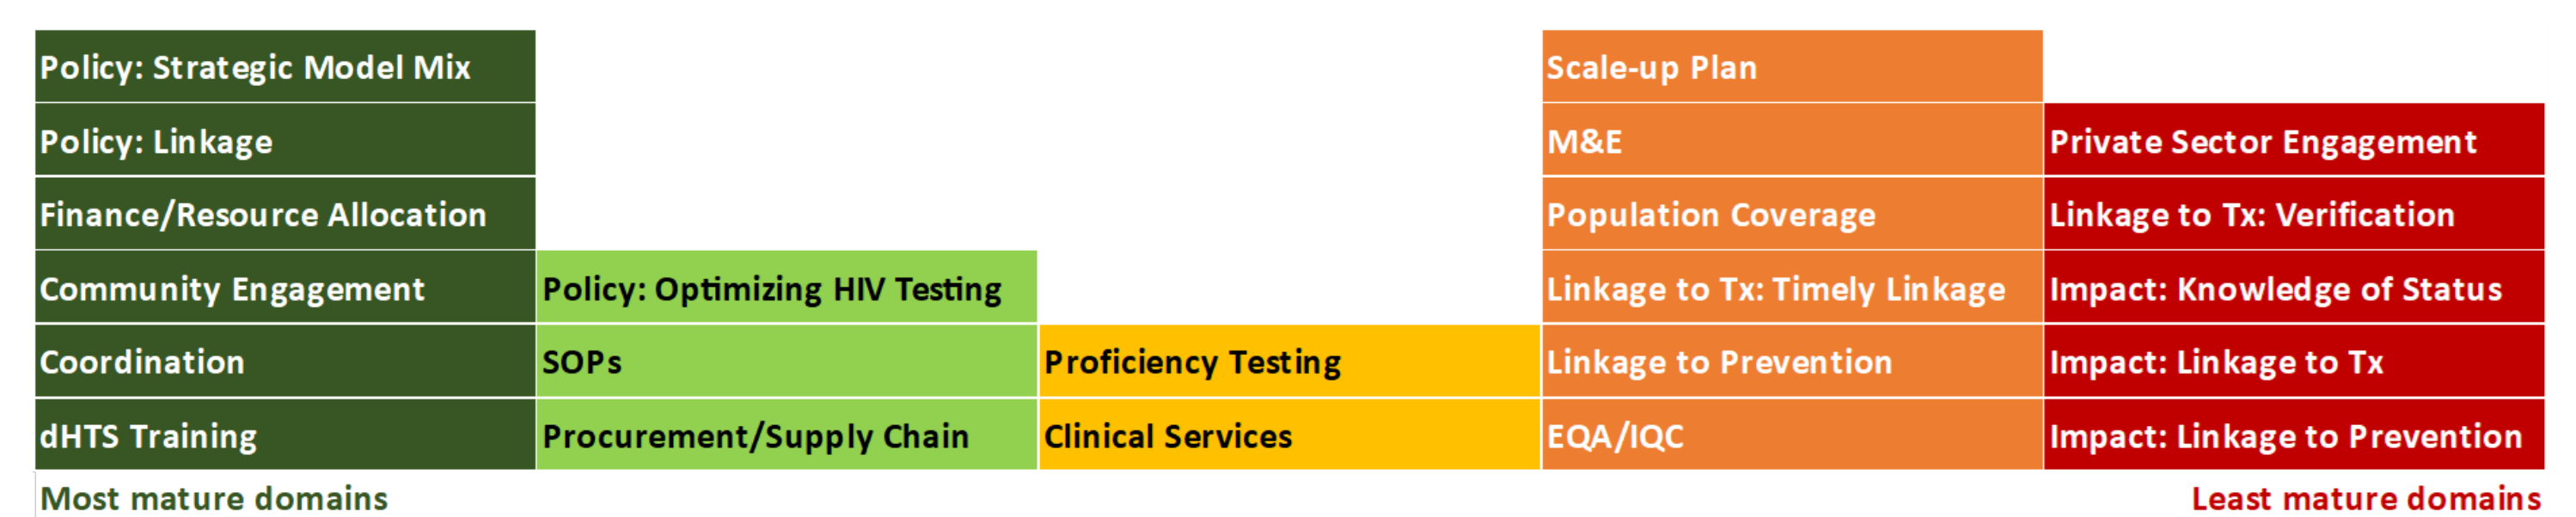 Policy: Strategic Model Mix
Scale-up Plan
Policy: Linkage
M&E
Private Sector Engagement
Finance/Resource Allocation
Population Coverage
Linkage to Tx: Verification
Community Engagement
Policy: Optimizing HIV Testing
Linkage to Tx: Timely Linkage
Impact: Knowledge of Status
Coordination
SOPs
Proficiency Testing
Linkage to Prevention
Impact: Linkage to Tx
dHTS Training
Procurement/Supply Chain
Clinical Services
EQA/IQC
Impact: Linkage to Prevention
Most mature domains
Least mature domains